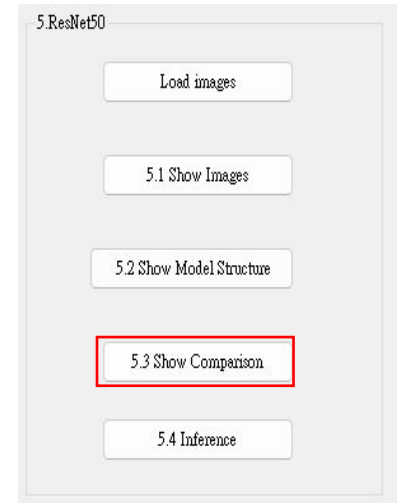 5.ResNet50
Load images
5.1 Show Images
5.2 Show Model Structure
5.3 Show Comparison
5.4 Inference